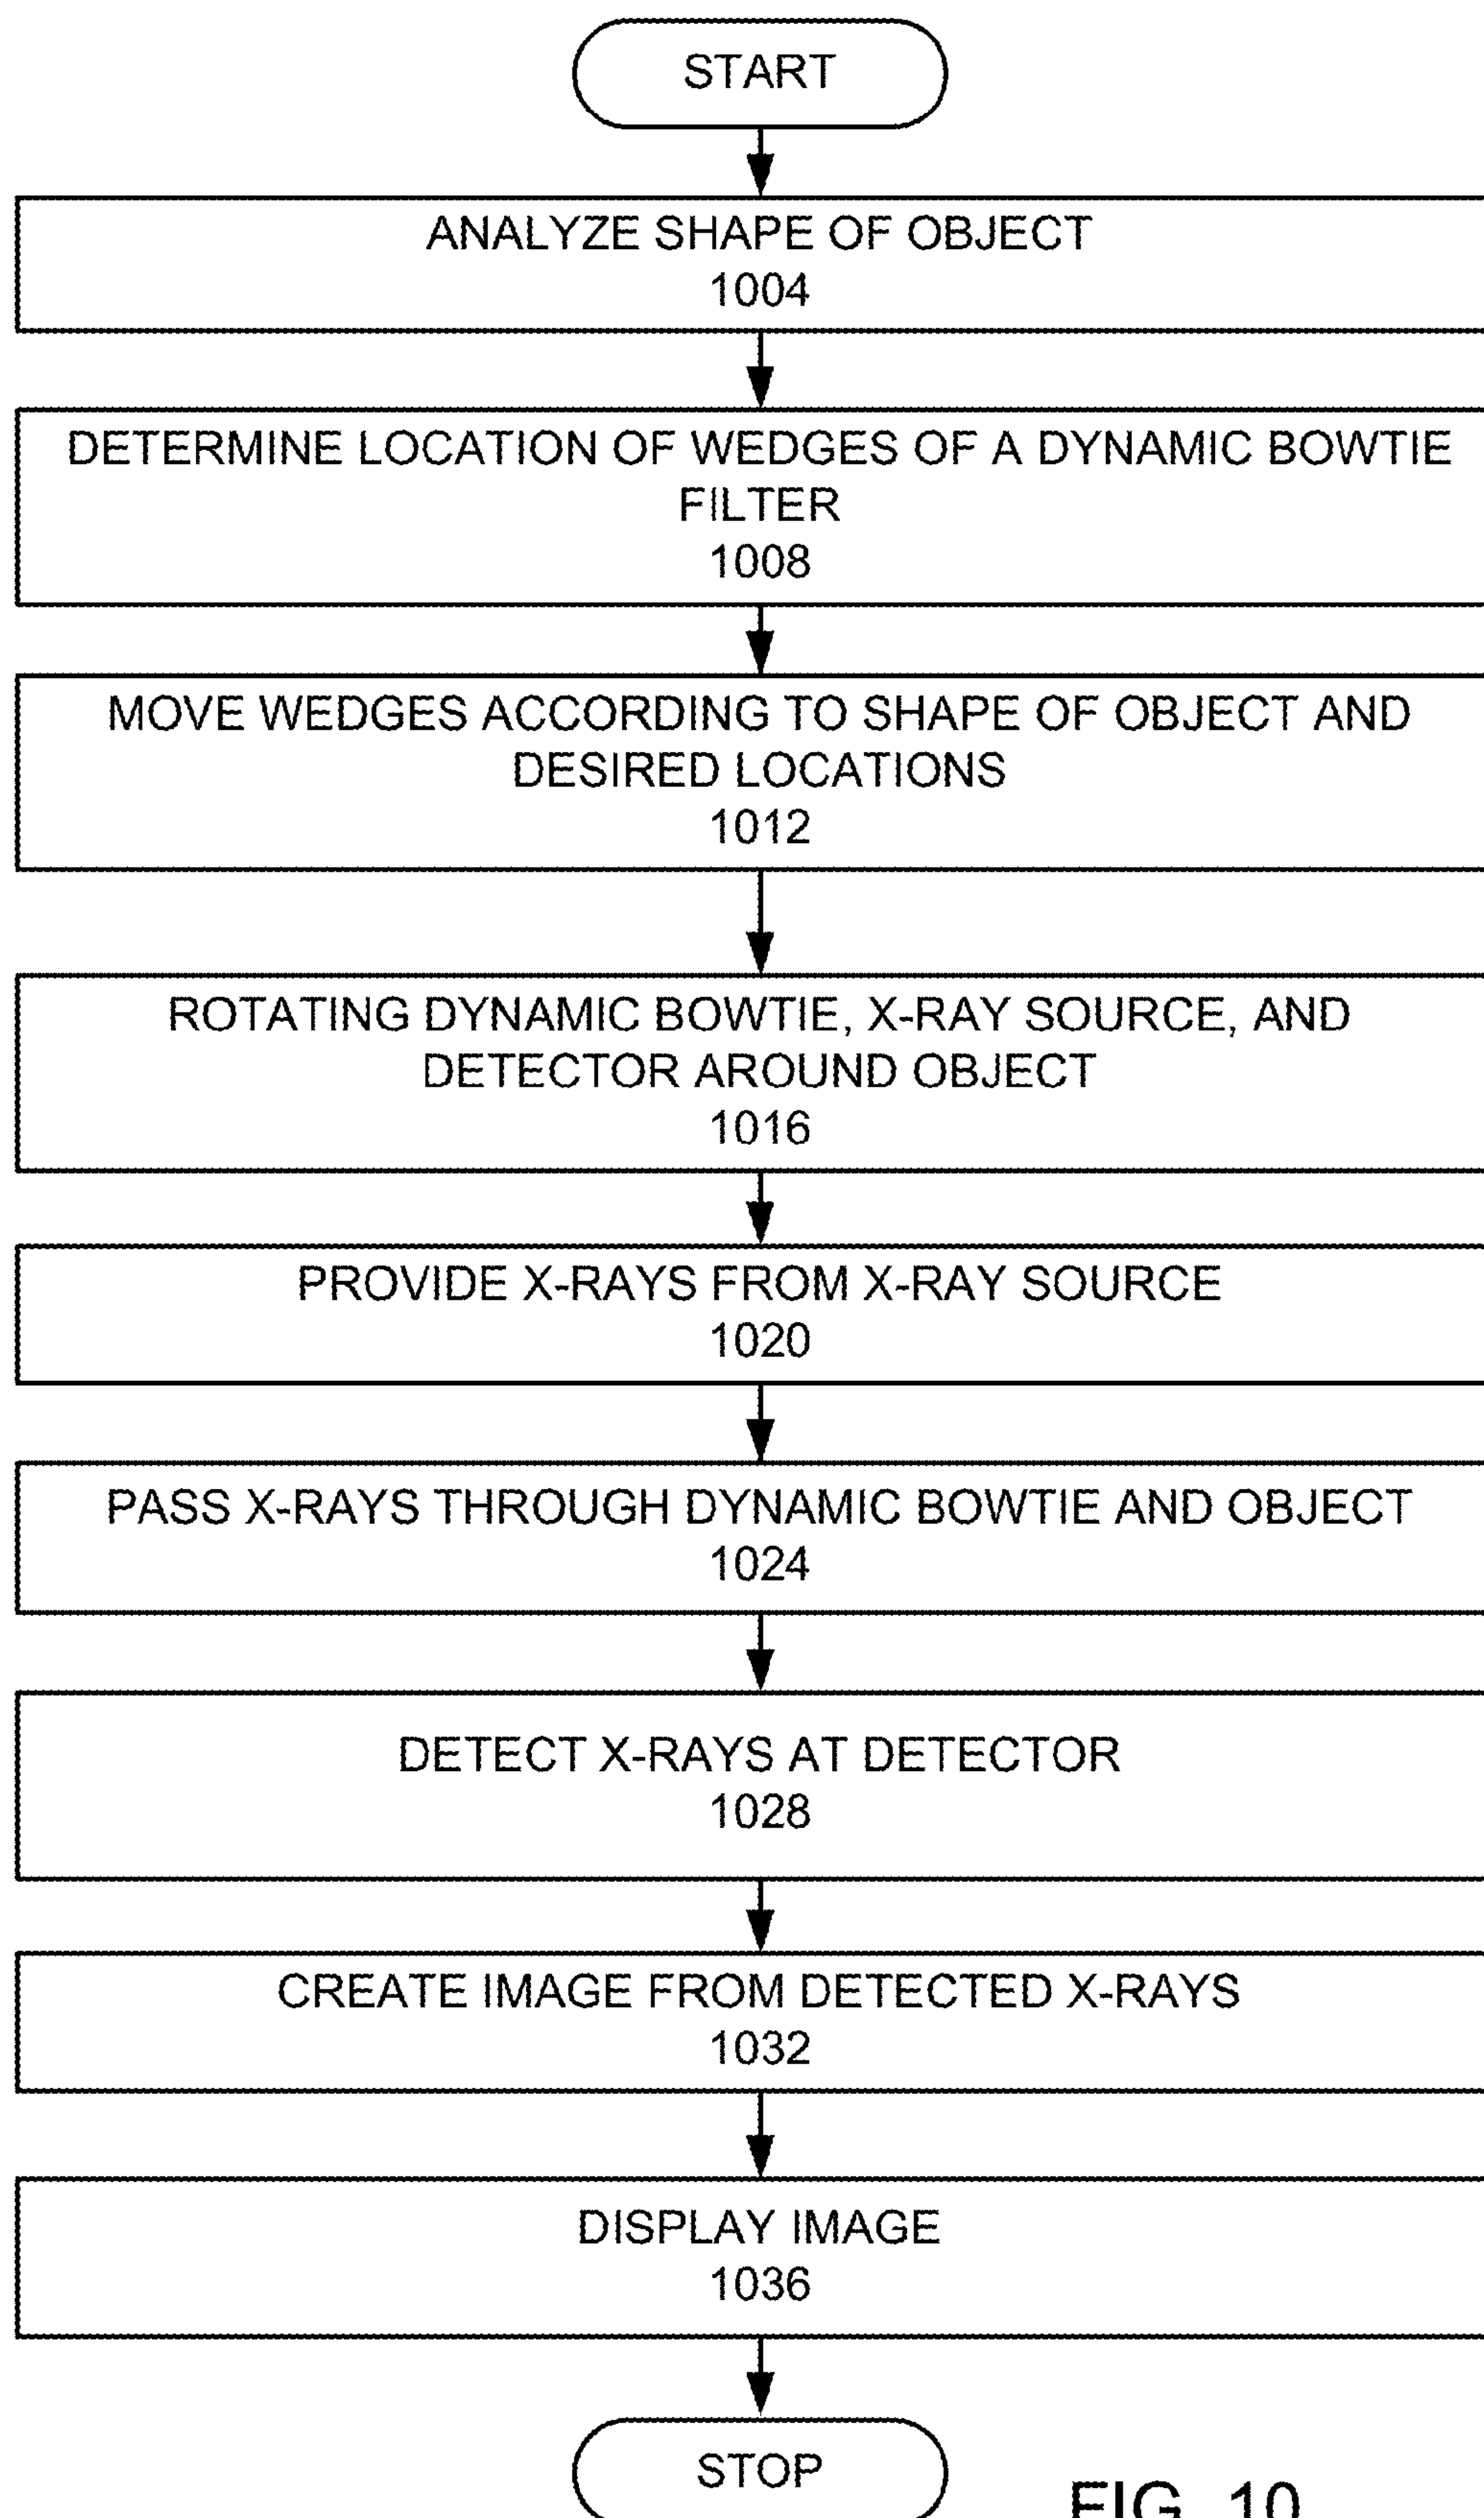 START
ANALYZE SHAPE OF OBJECT
1004
DETERMINE LOCATION OF WEDGES OF A DYNAMIC BOWTIE
FILTER
1008
MOVE WEDGES ACCORDING TO SHAPE OF OBJECT AND
DESIRED LOCATIONS
1012
ROTATING DYNAMIC BOWTIE, X-RAY SOURCE, AND
DETECTOR AROUND OBJECT
1016
PROVIDE X-RAYS FROM X-RAY SOURCE
1020
PASS X-RAYS THROUGH DYNAMIC BOWTIE AND OBJECT
1024
DETECT X-RAYS AT DETECTOR
1028
CREATE IMAGE FROM DETECTED X-RAYS
1032
DISPLAY IMAGE
1036
STOP
FIG. 10